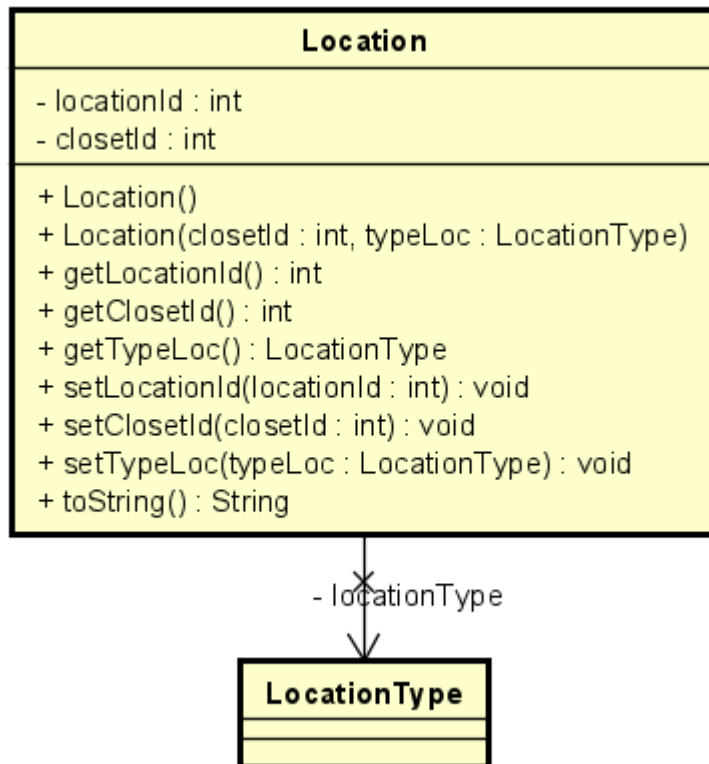 Location
- locationId : int
- closetId : int
+ Location()
+ Location(closetId : int, typeLoc : LocationType)
+ getLocationId() : int
+ getClosetId() : int
+ getTypeLoc() : LocationType
+ setLocationId(locationId : int) : void
+ setClosetId(closetId : int) : void
+ setTypeLoc(typeLoc : LocationType) : void
+ toString() : String
- locationType
LocationType